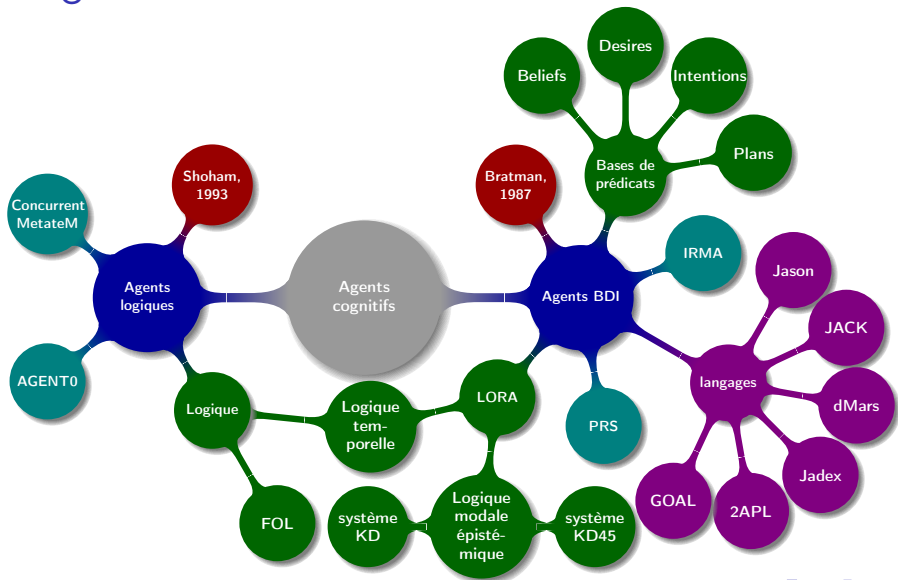 Desires
Beliefs
Intentions
Plans
Bases de
prédicats
Shoham,
1993
Bratman,
1987
Concurrent
MetateM
IRMA
Jason
Agents
logiques
Agents
cognitifs
Agents BDI
JACK
AGENT0
langages
dMars
Logique
Logique
tem-
porelle
LORA
PRS
Jadex
GOAL
2APL
FOL
système
KD
Logique
modale
épisté-
mique
système
KD45